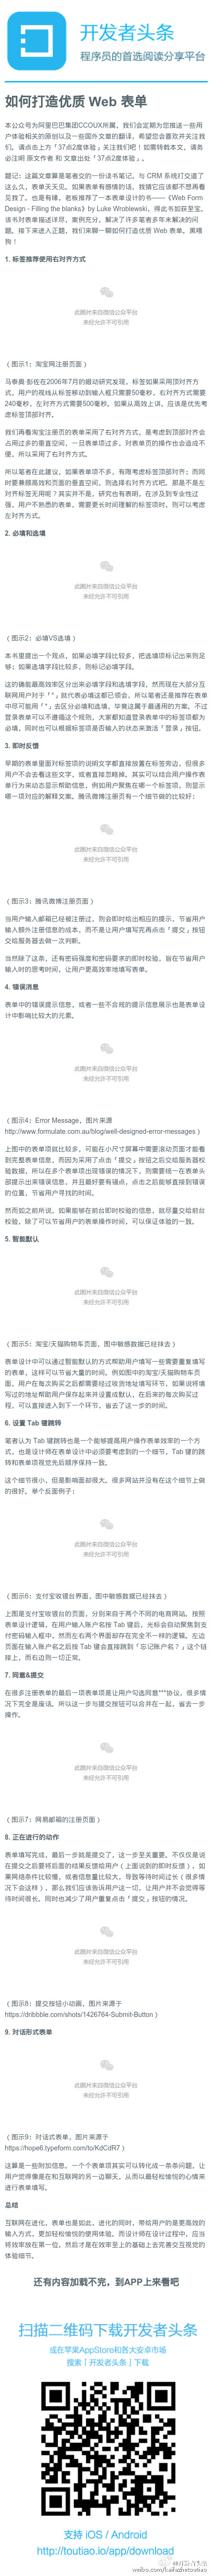 开发者头条
程序员的首选阅读分享平台
如何打造优质 Web 表单
本公众号为阿里巴巴集团CCOUX所属，我们会定期为您推送一些用
户体验相关的原创以及一些国外文章的翻译，希望您会喜欢并关注我
们，请点击上方「37点2度体验」关注我们吧！如需转载本文，请务
必注明 原文作者 和 文章出处「37点2度体验」。
题记：这篇文章算是笔者交的一份读书笔记，与 CRM 系统打交道了
这么久，表单天天见。如果表单有感情的话，我猜它应该都不想再看
见我了。也是有缘，老板推荐了一本表单设计的书——《Web Form
Design - Filling the blanks》by Luke Wroblewski，得此书如获至宝。
该书对表单描述详尽，案例充分，解决了许多笔者多年来未解决的问
题。接下来进入正题，我们来聊一聊如何打造优质 Web 表单。黑喂
狗！
1. 标签推荐使用右对齐方式
此图片来自微信公众平台
未经允许不可引用
（图示1：淘宝网注册页面）
马泰奥·彭佐在2006年7月的眼动研究发现，标签如果采用顶对齐方
式，用户的视线从标签移动到输入框只需要50毫秒，右对齐方式需要
240毫秒，左对齐方式需要500毫秒。如果从高效上讲，应该是优先考
虑标签顶部对齐。
我们再看淘宝注册页的表单采用了右对齐方式，是考虑到顶部对齐会
占用过多的垂直空间，一旦表单项过多，对表单页的操作也会造成不
便，所以采用了右对齐方式。
所以笔者在此建议，如果表单项不多，有限考虑标签顶部对齐；而同
时要兼顾高效和页面的垂直空间，则选择右对齐方式吧。那是不是左
对齐标签无用呢？其实并不是，研究也有表明，在涉及到专业性过
强，用户不熟悉的表单，需要更长时间理解的标签项时，则可以考虑
左对齐方式。
2. 必填和选填
此图片来自微信公众平台
未经允许不可引用
（图示2：必填VS选填）
本书里提出一个观点，如果必填字段比较多，把选填项标记出来则足
够；如果选填字段比较多，则标记必填字段。
这的确能最高效率区分出来必填字段和选填字段，然而现在大部分互
联网用户对于「*」就代表必填这都已领会，所以笔者还是推荐在表单
中尽可能用「*」去区分必填和选填，毕竟这属于最通用的方案。不过
登录表单可以不遵循这个规则，大家都知道登录表单中的标签项都为
必填，同时也可以根据标签项是否输入的状态来激活「登录」按钮。
3. 即时反馈
早期的表单里面对标签项的说明文字都直接放置在标签旁边，但很多
用户不会去看这些文字，或者直接忽略掉。其实可以结合用户操作表
单行为来动态显示帮助信息，例如用户聚焦在哪一个标签项，则显示
哪一项对应的解释文案。腾讯微博注册页有一个细节做的比较好：
此图片来自微信公众平台
未经允许不可引用
（图示3：腾讯微博注册页面）
当用户输入邮箱已经被注册过，则会即时给出相应的提示，节省用户
输入额外注册信息的成本，而不是让用户填写完再点击「提交」按钮
交给服务器去做一次判断。
当然除了这条，还有密码强度和密码要求的即时校验，旨在节省用户
输入时的思考时间，让用户更高效率地填写表单。
4. 错误消息
表单中的错误提示信息，或者一些不合规的提示信息展示也是表单设
计中影响比较大的元素。
此图片来自微信公众平台
未经允许不可引用
（图示4：Error Message，图片来源
http://www.formulate.com.au/blog/well-designed-error-messages）
上图中的表单项就比较多，可能在小尺寸屏幕中需要滚动页面才能看
到完整表单信息，而因为采用了点击「提交」按钮之后交给服务器校
验数据，所以在多个表单项出现错误的情况下，则需要统一在表单头
部提示出来错误信息，并且最好要有锚点，点击之后能够直接到错误
的位置，节省用户寻找的时间。
然而如之前所说，如果能够在前台即时校验的信息，就尽量交给前台
校验，除了可以节省用户的表单操作时间，可以保证体验的一致。
5. 智能默认
此图片来自微信公众平台
未经允许不可引用
（图示5：淘宝/天猫购物车页面，图中敏感数据已经抹去）
表单设计中可以通过智能默认的方式帮助用户填写一些需要重复填写
的表单，这样可以节省大量的时间。例如图中的淘宝/天猫购物车页
面，用户在每次购买之后都需要经过收货地址填写环节，如果说将填
写过的地址帮助用户保存起来并设置成默认，在后来的每次购买过
程，可以直接进入到下一个环节，省去了这一步的时间。
6. 设置 Tab 键跳转
笔者认为 Tab 键跳转也是一个能够提高用户操作表单效率的一个方
式，也是设计师在表单设计中必须要考虑到的一个细节，Tab 键的跳
转和表单项视觉先后顺序保持一致。
这个细节很小，但是影响面却很大。很多网站并没有在这个细节上做
的很好。举个反面例子：
此图片来自微信公众平台
未经允许不可引用
（图示6：支付宝收银台界面，图中敏感数据已经抹去）
上图是支付宝收银台的页面，分别来自于两个不同的电商网站。按照
表单设计逻辑，在用户输入账户名按 Tab 键后，光标会自动聚焦到支
付密码输入框中，然而左右两个界面却存在完全不一样的逻辑。左边
页面在输入账户名之后按 Tab 键会直接跳到「忘记账户名？」这个链
接上，而右边则一切正常。
7. 同意&提交
在很多注册表单的最后一项表单项是让用户勾选同意***协议，很多情
况下完全是废话。所以这一步与提交按钮可以合并在一起，省去一步
操作。
此图片来自微信公众平台
未经允许不可引用
（图示7：网易邮箱的注册页面）
8. 正在进行的动作
表单填写完成，最后一步就是提交了，这一步至关重要。不仅仅是说
在提交之后要将后面的结果反馈给用户（上面说到的即时反馈），如
果网络条件比较慢，或者信息量比较大，导致等待时间过长（很多情
况下会这样），那么我们应该告诉用户这一切，让用户并不会觉得等
待时间很长，同时也减少了用户重复点击「提交」按钮的情况。
此图片来自微信公众平台
未经允许不可引用
（图示8：提交按钮小动画，图片来源于
https://dribbble.com/shots/1426764-Submit-Button）
9. 对话形式表单
此图片来自微信公众平台
未经允许不可引用
（图示9：对话式表单，图片来源于
https://hope6.typeform.com/to/KdCdR7）
这算是一些附加信息。一个个表单项其实可以转化成一条条问题，让
用户觉得像是在和互联网的另一边聊天，从而以最轻松愉悦的心情来
进行表单填写。
总结
互联网在进化，表单也是如此。进化的同时，带给用户的是更高效的
输入方式，更加轻松愉悦的使用体验。而设计师在设计过程中，应当
将效率放在第一位，然后才是在效率至上的基础上去完善交互视觉的
体验细节。
还有内容加载不完，到APP上来看吧
扫描二维码下载开发者头条
或在苹果AppStore和各大安卓市场
搜索「开发者头条」下载
支持 iOS / Android
http://toutiao.io/app/download
@开发者头条
weibo.com/kaifazhetoutiao